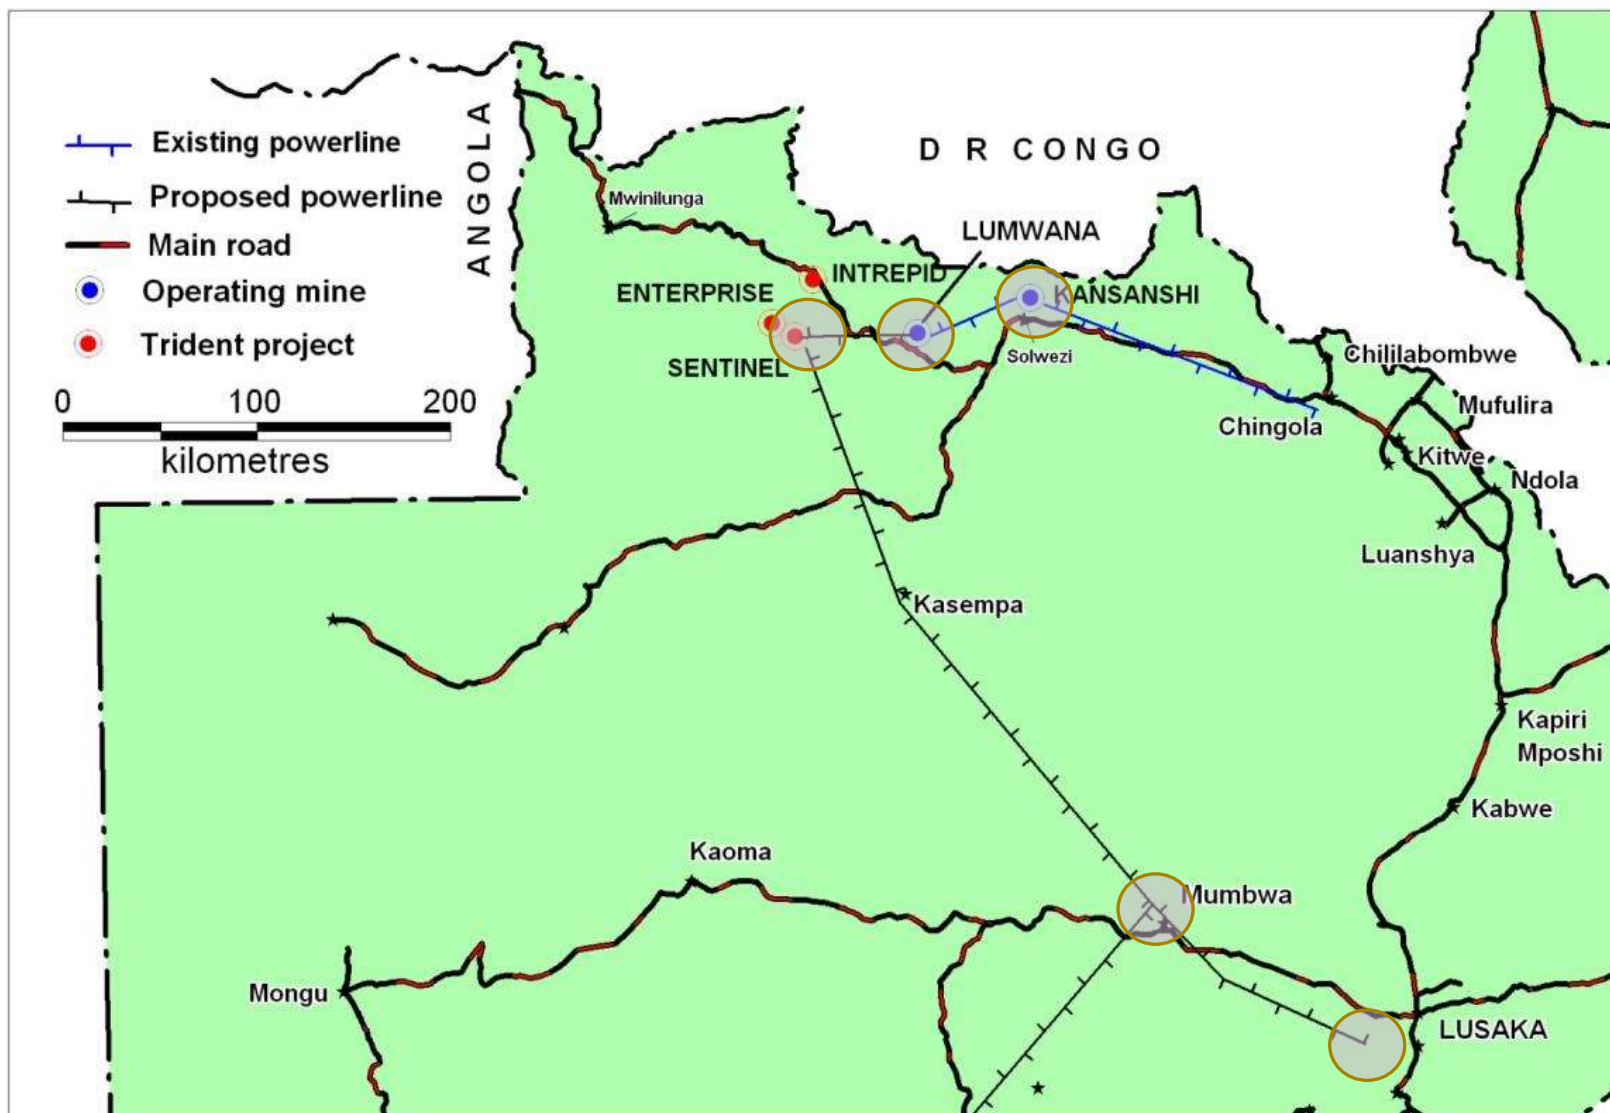 ANGOLA
D R CONGO
Existing powerline
Proposed powerline
Main road
Operating mine
Trident project
0 100 200
kilometres
Mwinilunga
LUMWANA
INTREPID
ENTERPRISE
KANSANSHI
SENTINEL
Solwezi
Chililabombwe
Mufulira
Chingola
Kitwe
Ndola
Luanshya
Kasempa
Kapiri
Mposhi
Kabwe
Kaoma
Mumbwa
Mongu
LUSAKA